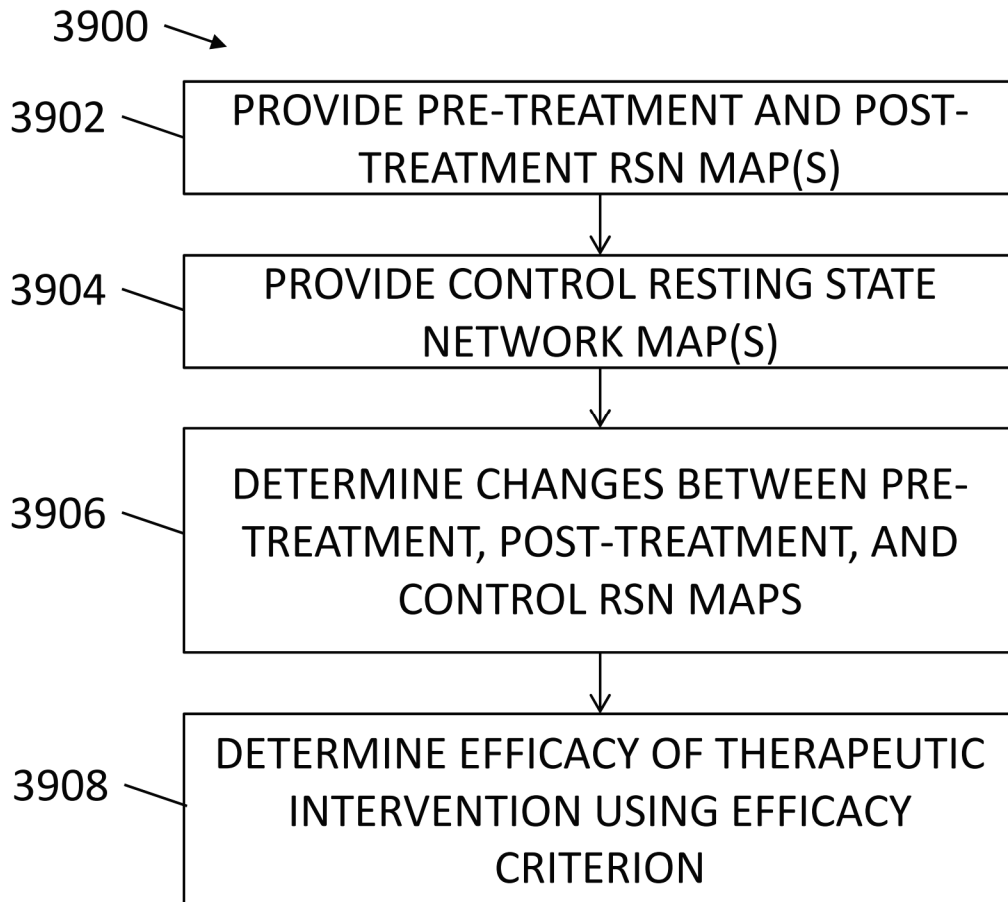 3900
3902
PROVIDE PRE-TREATMENT AND POST-
TREATMENT RSN MAP(S)
3904
PROVIDE CONTROL RESTING STATE
NETWORK MAP(S)
3906
DETERMINE CHANGES BETWEEN PRE-
TREATMENT, POST-TREATMENT, AND
CONTROL RSN MAPS
3908
DETERMINE EFFICACY OF THERAPEUTIC
INTERVENTION USING EFFICACY
CRITERION